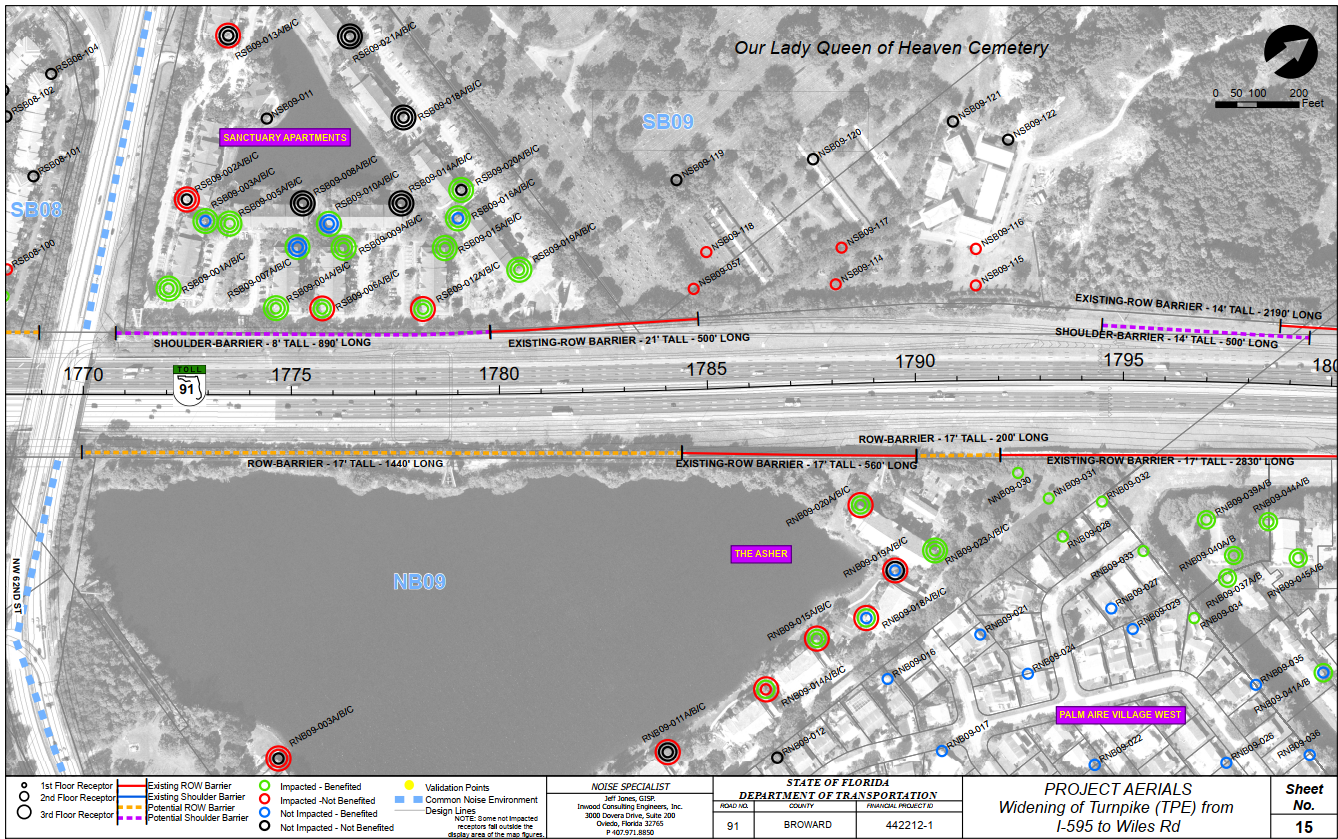 Our Lady Queen of Heaven Cemetery
0 50 100 200
Feet
RSB09-013A/B/C
RSB09-021A/B/C
RSB08-104
RSB08-102
RSB08-101
RSB08-100
NSB09-011
RSB09-018A/B/C
SANCTUARY APARTMENTS
SB09
SB08
NSB09-121
NSB09-122
NSB09-120
NSB09-119
RSB09-002A/B/C
RSB09-003A/B/C
RSB09-005A/B/C
RSB09-008A/B/C
RSB09-010A/B/C
RSB09-014A/B/C
RSB09-020A/B/C
RSB09-016A/B/C
RSB09-009A/B/C
RSB09-015A/B/C
RSB09-019A/B/C
RSB09-001A/B/C
RSB09-007A/B/C
RSB09-004A/B/C
RSB09-006A/B/C
RSB09-012A/B/C
NSB09-118
NSB09-117
NSB09-116
NSB09-057
NSB09-114
NSB09-115
EXISTING-ROW BARRIER - 14' TALL - 2190' LONG
SHOULDER-BARRIER - 14' TALL - 500' LONG
SHOULDER-BARRIER - 8' TALL - 890' LONG
EXISTING-ROW BARRIER - 21' TALL - 500' LONG
1770
1775
1780
1785
1790
1795
180
TOLL
91
ROW-BARRIER - 17' TALL - 200' LONG
ROW-BARRIER - 17' TALL - 1440' LONG
EXISTING-ROW BARRIER - 17' TALL - 560' LONG
EXISTING-ROW BARRIER - 17' TALL - 2830' LONG
NNB09-030
NNB09-031
RNB09-032
RNB09-039A/B
RNB09-044A/B
RNB09-020A/B/C
RNB09-023A/B/C
RNB09-028
RNB09-033
RNB09-040A/B
RNB09-045A/B
RNB09-037A/B
RNB09-034
THE ASHER
RNB09-019A/B/C
RNB09-018A/B/C
RNB09-015A/B/C
RNB09-014A/B/C
RNB09-021
RNB09-027
RNB09-029
RNB09-024
RNB09-016
RNB09-035
RNB09-041A/B
NB09
NW 62ND ST
PALM AIRE VILLAGE WEST
RNB09-003A/B/C
RNB09-011A/B/C
RNB09-012
RNB09-017
RNB09-022
RNB09-026
RNB09-036
1st Floor Receptor
2nd Floor Receptor
3rd Floor Receptor
Existing ROW Barrier
Existing Shoulder Barrier
Potential ROW Barrier
Potential Shoulder Barrier
Impacted - Benefited
Impacted -Not Benefited
Not Impacted - Benefited
Not Impacted - Not Benefited
Validation Points
Common Noise Environment
Design Lines
NOTE: Some not Impacted
receptors fall outside the
display area of the map figures.
NOISE SPECIALIST
Jeff Jones, GISP.
Inwood Consulting Engineers, Inc.
3000 Dovera Drive, Suite 200
Oviedo, Florida 32765
P 407.971.8850
STATE OF FLORIDA
DEPARTMENT OF TRANSPORTATION
ROAD NO. COUNTY FINANCIAL PROJECT ID
91 BROWARD 442212-1
PROJECT AERIALS
Widening of Turnpike (TPE) from
I-595 to Wiles Rd
Sheet
No.
15